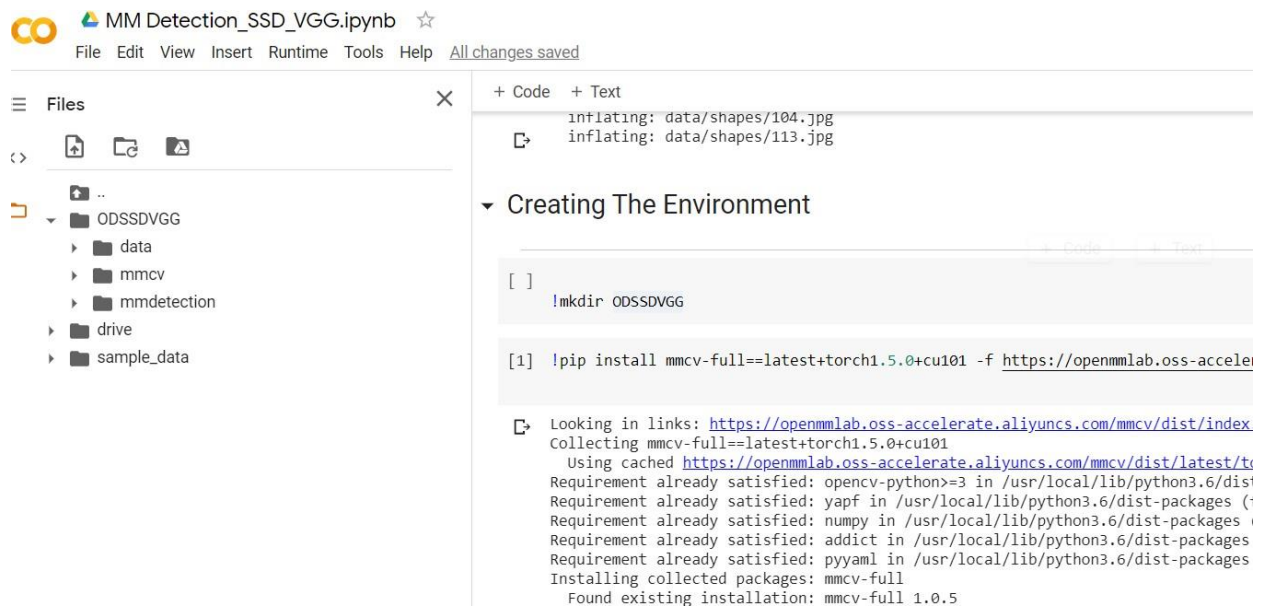 MM Detection_SSD_VGG.ipynb
File Edit View Insert Runtime Tools Help All changes saved
Files
+ Code + Text
inflating: data/shapes/104.jpg
inflating: data/shapes/113.jpg
..
ODSSDVGG
data
mmcv
mmdetection
drive
sample_data
Creating The Environment
+ Code + Text
[ ]
!mkdir ODSSDVGG
[1] !pip install mmcv-full==latest+torch1.5.0+cu101 -f https://openmmlab.oss-acceler
Looking in links: https://openmmlab.oss-accelerate.aliyuncs.com/mmcv/dist/index.
Collecting mmcv-full==latest+torch1.5.0+cu101
Using cached https://openmmlab.oss-accelerate.aliyuncs.com/mmcv/dist/latest/to
Requirement already satisfied: opencv-python>=3 in /usr/local/lib/python3.6/dist
Requirement already satisfied: yapf in /usr/local/lib/python3.6/dist-packages (
Requirement already satisfied: numpy in /usr/local/lib/python3.6/dist-packages (
Requirement already satisfied: addict in /usr/local/lib/python3.6/dist-packages
Requirement already satisfied: pyyaml in /usr/local/lib/python3.6/dist-packages
Installing collected packages: mmcv-full
Found existing installation: mmcv-full 1.0.5